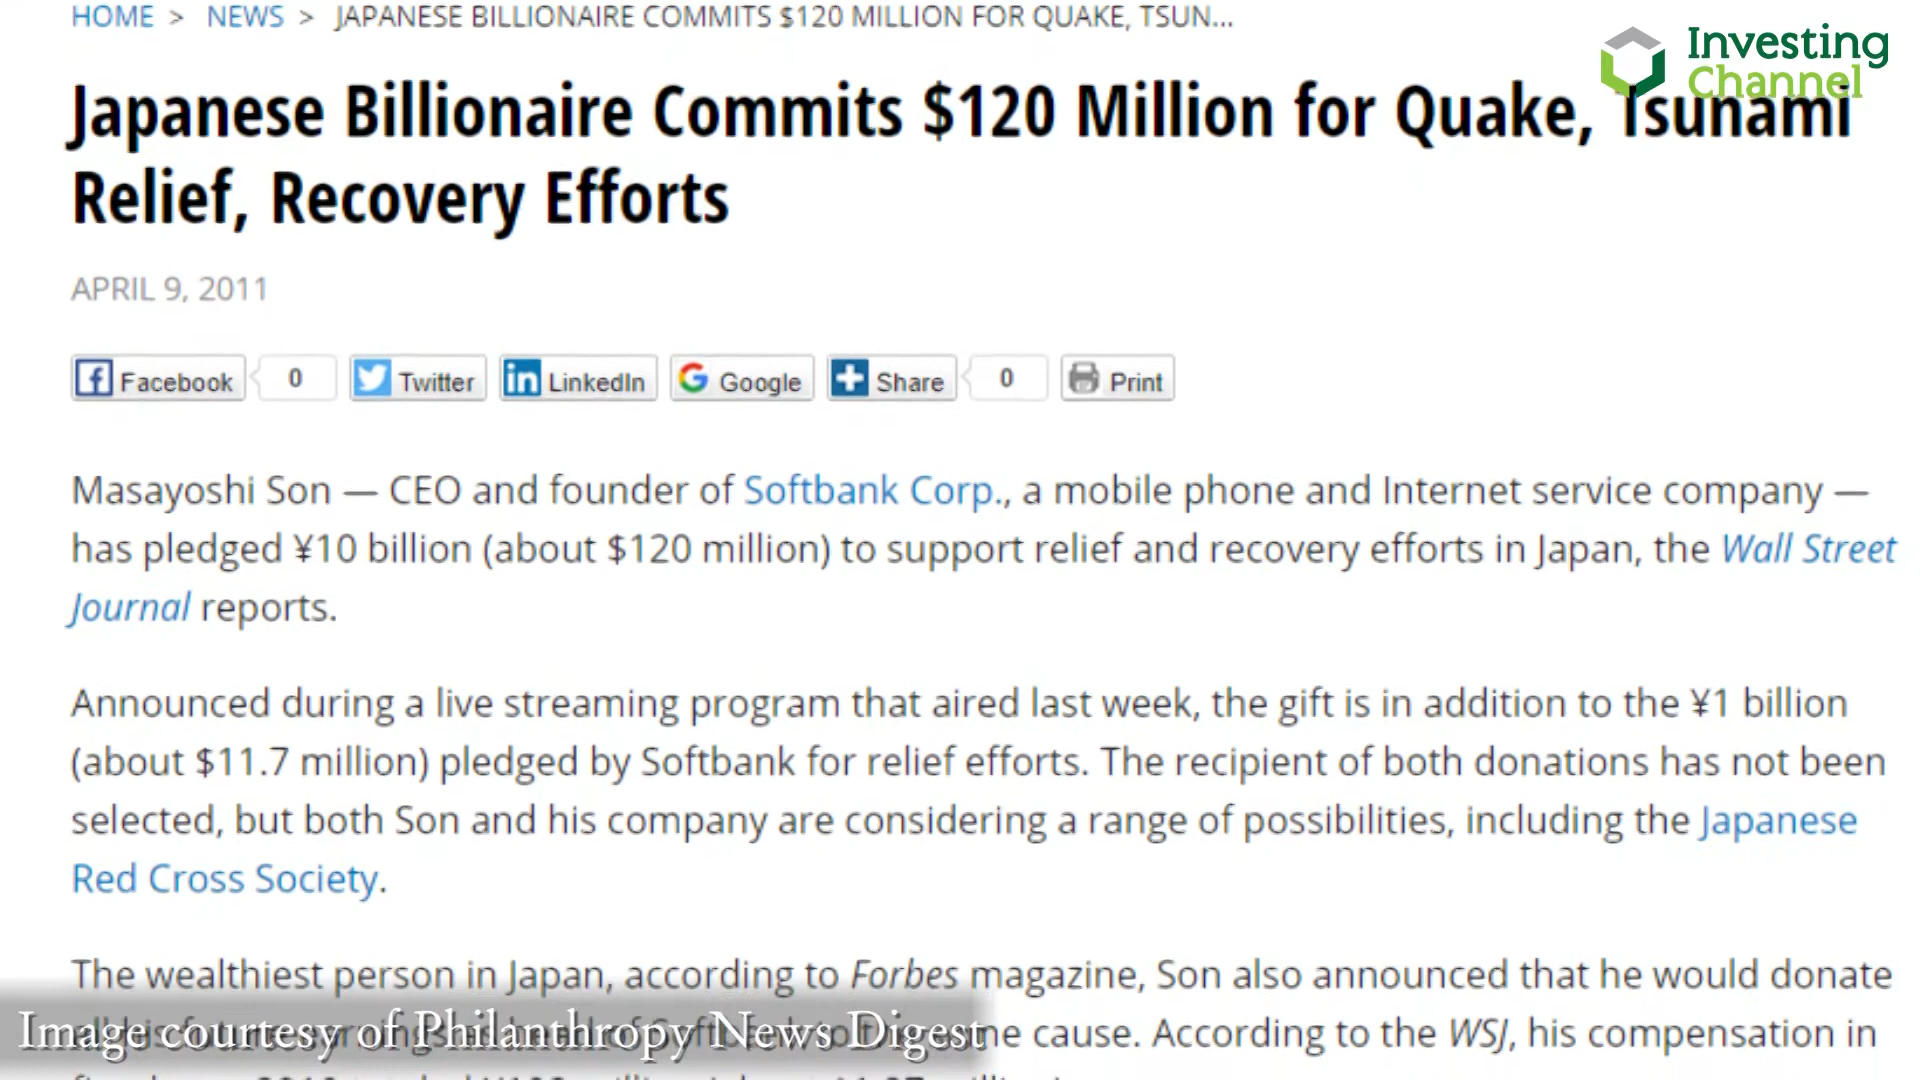 HOME > NEWS > JAPANESE BILLIONAIRE COMMITS $120 MILLION FOR QUAKE, TSUN...
Investing
Channel
Japanese Billionaire Commits $120 Million for Quake, Tsunami
Relief, Recovery Efforts
APRIL 9, 2011
Facebook 0 Twitter LinkedIn Google Share 0 Print
Masayoshi Son — CEO and founder of Softbank Corp., a mobile phone and Internet service company —
has pledged ¥10 billion (about $120 million) to support relief and recovery efforts in Japan, the Wall Street
Journal reports.
Announced during a live streaming program that aired last week, the gift is in addition to the ¥1 billion
(about $11.7 million) pledged by Softbank for relief efforts. The recipient of both donations has not been
selected, but both Son and his company are considering a range of possibilities, including the Japanese
Red Cross Society.
The wealthiest person in Japan, according to Forbes magazine, Son also announced that he would donate
cause. According to the WSJ, his compensation in
Image courtesy of Philanthropy News Digest